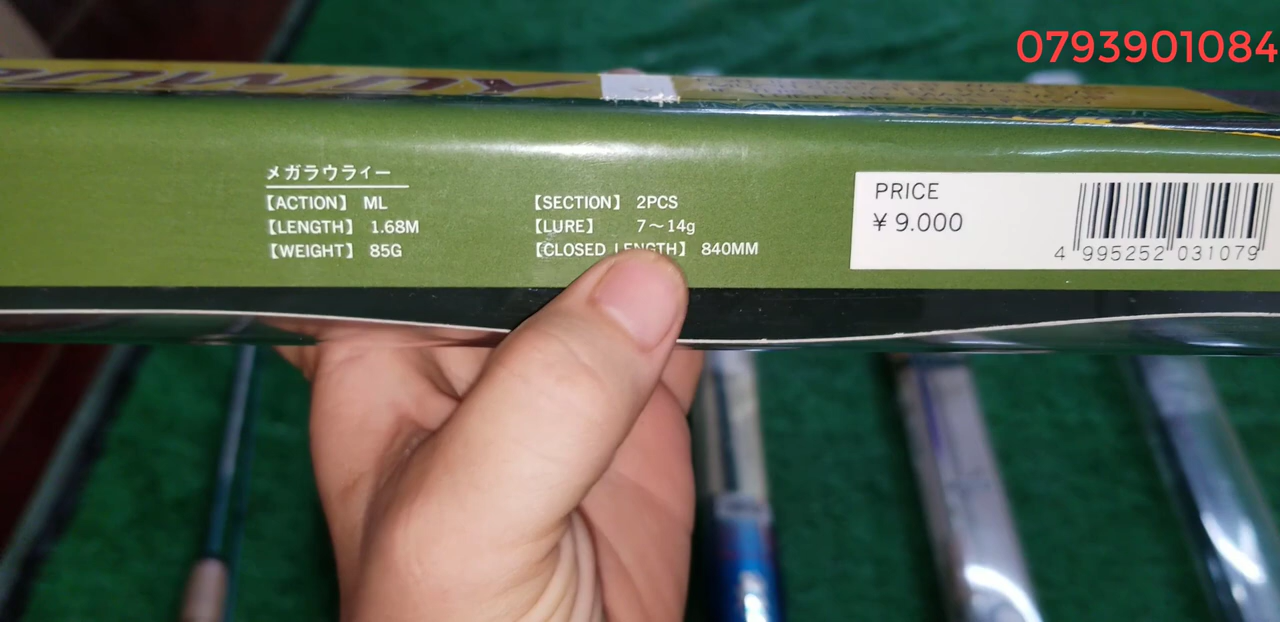 0793901084
メガラウライー
【ACTION】 ML
【LENGTH】 1.68M
【WEIGHT】 85G
【SECTION】 2PCS
【LURE】 7～14g
【CLOSED LENGTH】 840MM
PRICE
¥ 9.000
4 995252 031079